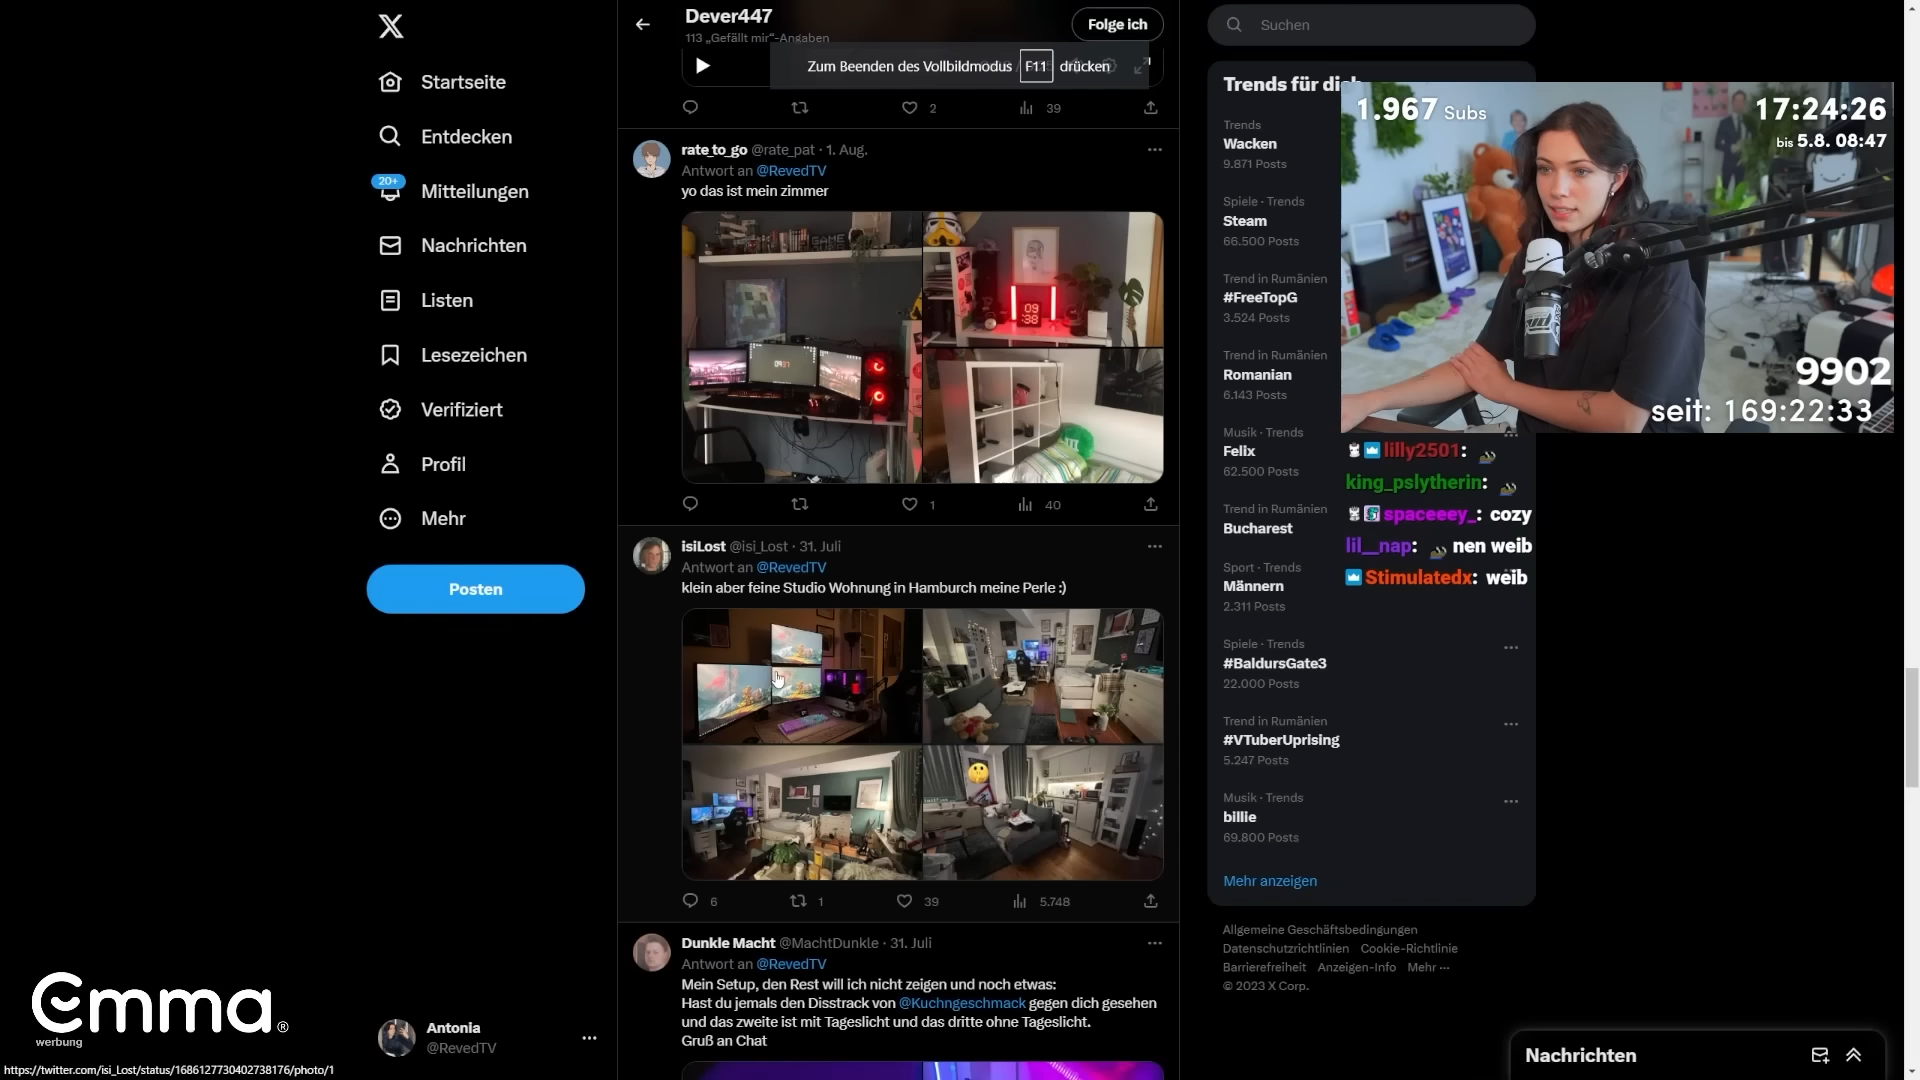 Startseite
Entdecken
20+
Mitteilungen
Nachrichten
Listen
Lesezeichen
Verifiziert
Profil
Mehr
Posten
Emma®
werbung
Antonia
@RevedTV
https://twitter.com/isi_Lost/status/1686127730402738176/photo/1
Dever447
113 „Gefällt mir“-Angaben
Folge ich
Zum Beenden des Vollbildmodus F11 drücken
2
39
rate_to_go @rate_pat · 1. Aug.
Antwort an @RevedTV
yo das ist mein zimmer
09
38
1
40
isiLost @isi_Lost · 31. Juli
Antwort an @RevedTV
klein aber feine Studio Wohnung in Hamburch meine Perle :)
6
1
39
5.748
Dunkle Macht @MachtDunkle · 31. Juli
Antwort an @RevedTV
Mein Setup, den Rest will ich nicht zeigen und noch etwas:
Hast du jemals den Disstrack von @Kuchngeschmack gegen dich gesehen
und das zweite ist mit Tageslicht und das dritte ohne Tageslicht.
Gruß an Chat
Suchen
Trends für dich
Trends
Wacken
9.871 Posts
Spiele · Trends
Steam
66.500 Posts
Trend in Rumänien
#FreeTopG
3.524 Posts
Trend in Rumänien
Romanian
6.143 Posts
Musik · Trends
Felix
62.500 Posts
Trend in Rumänien
Bucharest
Sport · Trends
Männern
2.311 Posts
Spiele · Trends
#BaldursGate3
22.000 Posts
Trend in Rumänien
#VTuberUprising
5.247 Posts
Musik · Trends
billie
69.800 Posts
Mehr anzeigen
Allgemeine Geschäftsbedingungen
Datenschutzrichtlinien Cookie-Richtlinie
Barrierefreiheit Anzeigen-Info Mehr ···
© 2023 X Corp.
1.967 Subs
17:24:26
bis 5.8. 08:47
9902
seit: 169:22:33
lilly2501:
king_pslytherin:
spaceeey_: cozy
lil__nap: nen weib
Stimulatedx: weib
Nachrichten